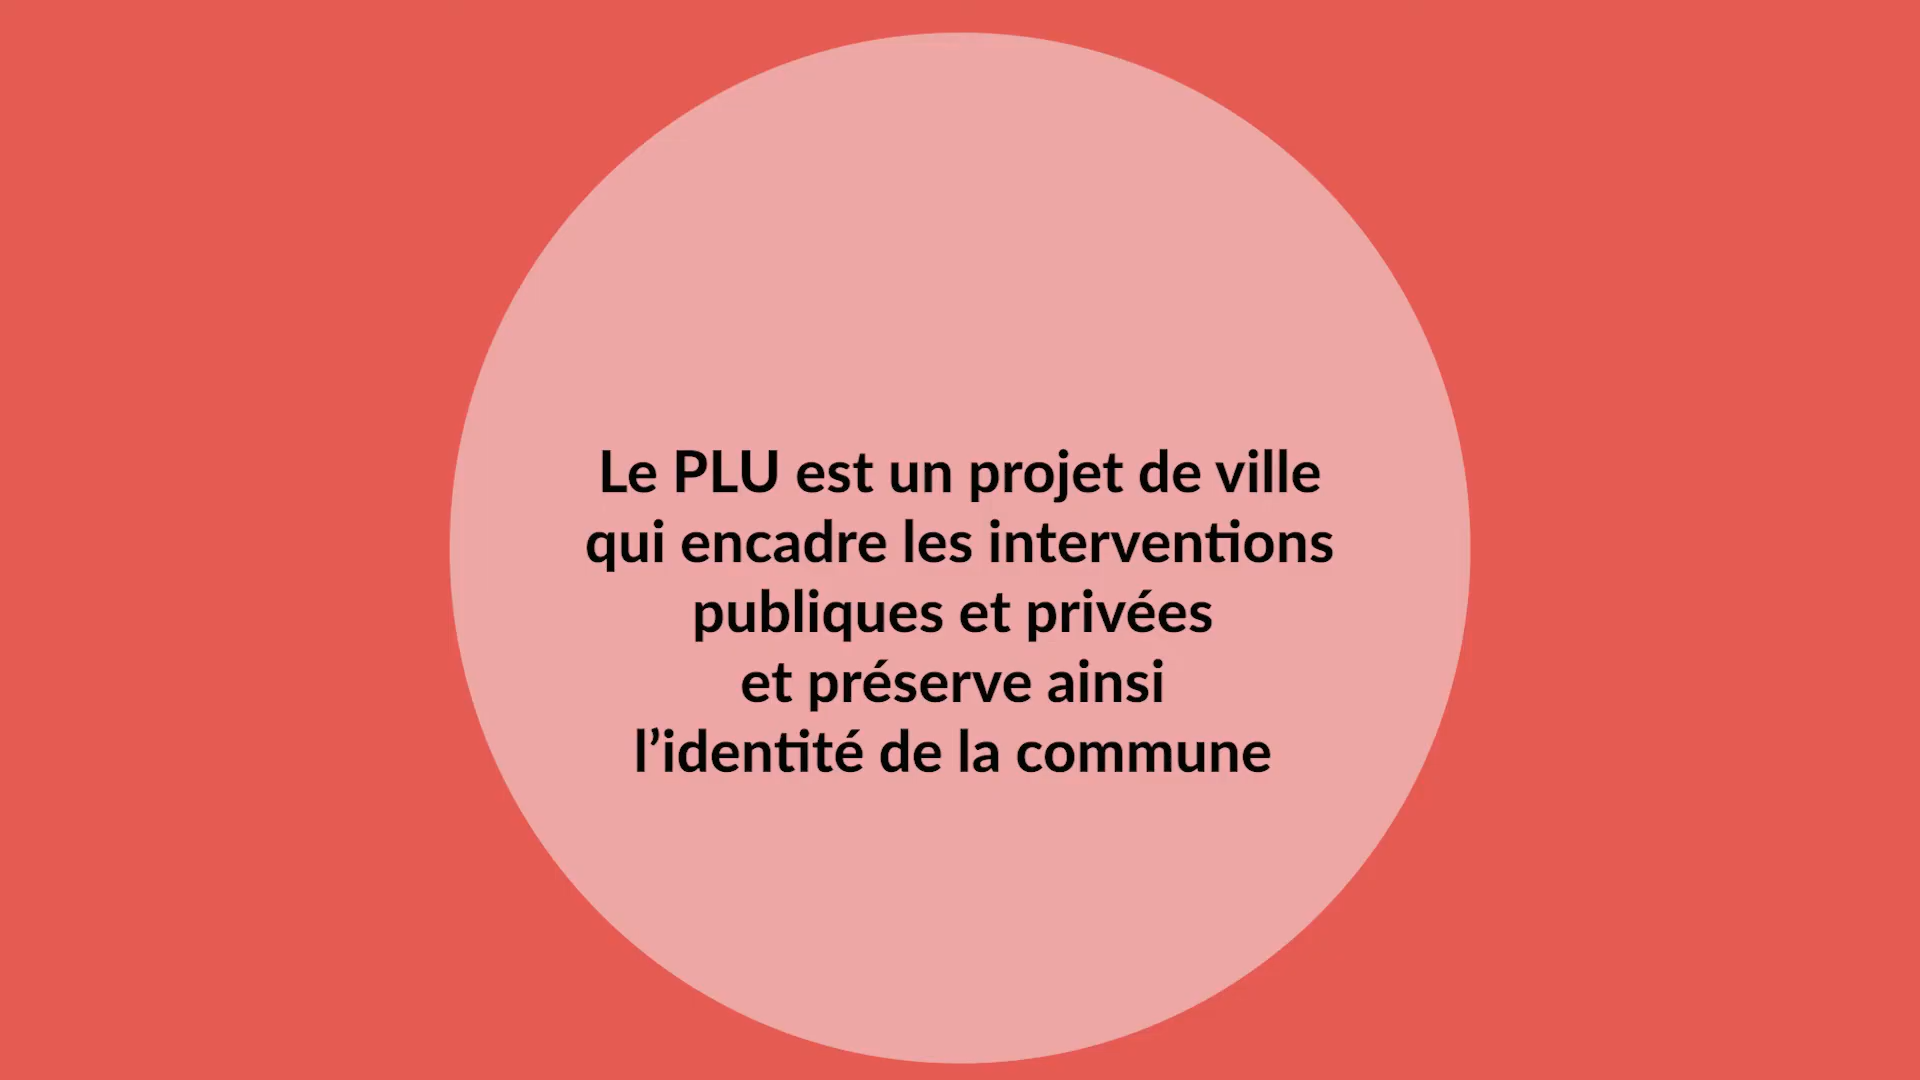 Le PLU est un projet de ville
qui encadre les interventions
publiques et privées
et préserve ainsi
l’identité de la commune